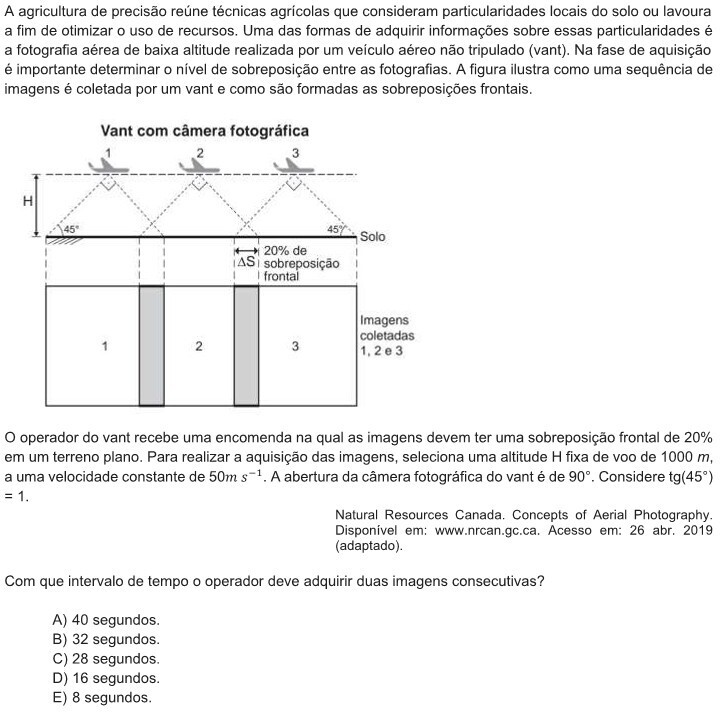 A agricultura de precisão reúne técnicas agrícolas que consideram particularidades locais do solo ou lavoura
a fim de otimizar o uso de recursos. Uma das formas de adquirir informações sobre essas particularidades é
a fotografia aérea de baixa altitude realizada por um veículo aéreo não tripulado (vant). Na fase de aquisição
é importante determinar o nível de sobreposição entre as fotografias. A figura ilustra como uma sequência de
imagens é coletada por um vant e como são formadas as sobreposições frontais.
Vant com câmera fotográfica
1 2 3
H
45° 45°
Solo
ΔS
20% de
sobreposição
frontal
1 2 3
Imagens
coletadas
1, 2 e 3
O operador do vant recebe uma encomenda na qual as imagens devem ter uma sobreposição frontal de 20%
em um terreno plano. Para realizar a aquisição das imagens, seleciona uma altitude H fixa de voo de 1000 m,
a uma velocidade constante de 50m s⁻¹. A abertura da câmera fotográfica do vant é de 90°. Considere tg(45°)
= 1.
Natural Resources Canada. Concepts of Aerial Photography.
Disponível em: www.nrcan.gc.ca. Acesso em: 26 abr. 2019
(adaptado).
Com que intervalo de tempo o operador deve adquirir duas imagens consecutivas?
A) 40 segundos.
B) 32 segundos.
C) 28 segundos.
D) 16 segundos.
E) 8 segundos.